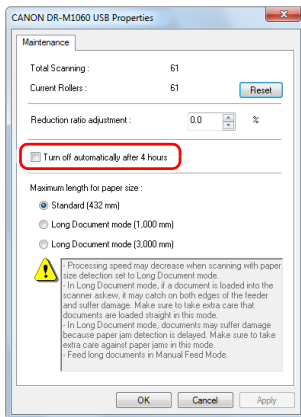 CANON DR-M1060 USB Properties
Maintenance
Total Scanning : 61
Current Rollers : 61 Reset
Reduction ratio adjustment : 0.0 %
Turn off automatically after 4 hours
Maximum length for paper size :
Standard (432 mm)
Long Document mode (1,000 mm)
Long Document mode (3,000 mm)
- Processing speed may decrease when scanning with paper
size detection set to Long Document mode.
- In Long Document mode, if a document is loaded into the
scanner askew, it may catch on both edges of the feeder
and suffer damage. Make sure to take extra care that
documents are loaded straight in this mode.
- In Long Document mode, documents may suffer damage
because paper jam detection is delayed. Make sure to take
extra care against paper jams in this mode.
- Feed long documents in Manual Feed Mode.
OK Cancel Apply